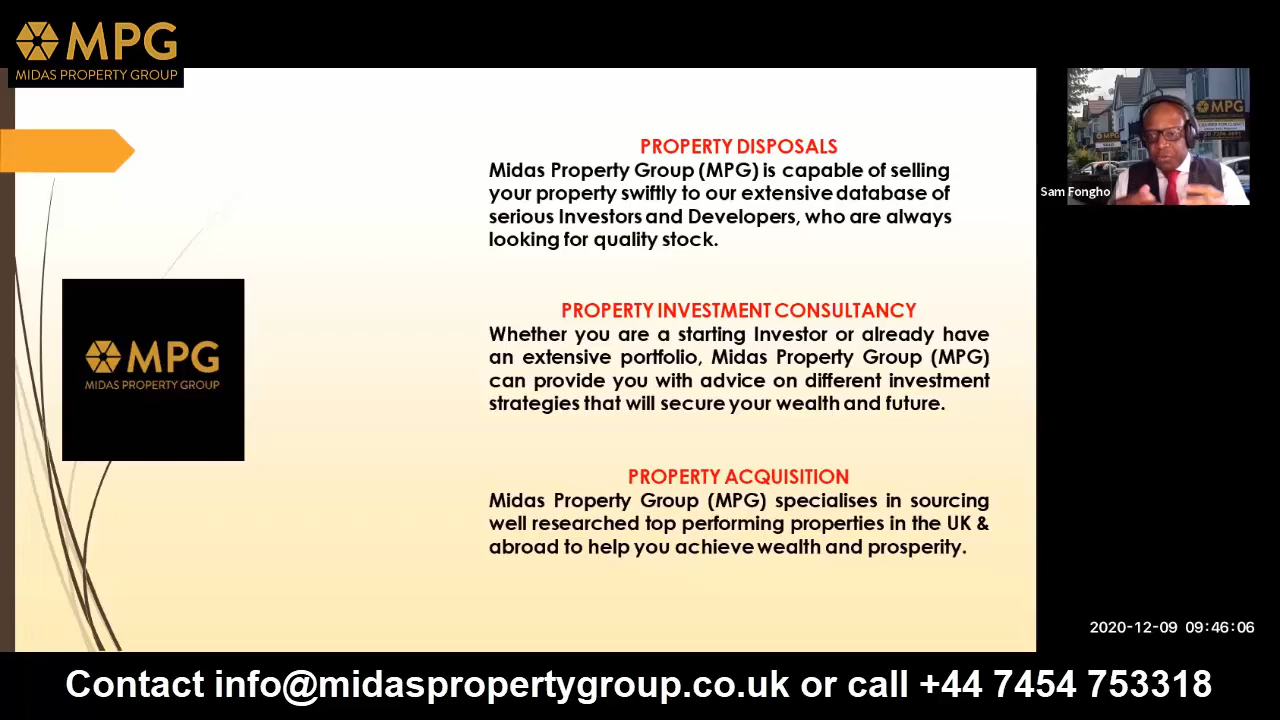 MPG
MIDAS PROPERTY GROUP
PROPERTY DISPOSALS
Midas Property Group (MPG) is capable of selling
your property swiftly to our extensive database of
serious Investors and Developers, who are always
looking for quality stock.
MPG
MIDAS PROPERTY GROUP
PROPERTY INVESTMENT CONSULTANCY
Whether you are a starting Investor or already have
an extensive portfolio, Midas Property Group (MPG)
can provide you with advice on different investment
strategies that will secure your wealth and future.
PROPERTY ACQUISITION
Midas Property Group (MPG) specialises in sourcing
well researched top performing properties in the UK &
abroad to help you achieve wealth and prosperity.
MPG
MPG
SOLD
Sam Fongho
2020-12-09 09:46:06
Contact info@midaspropertygroup.co.uk or call +44 7454 753318